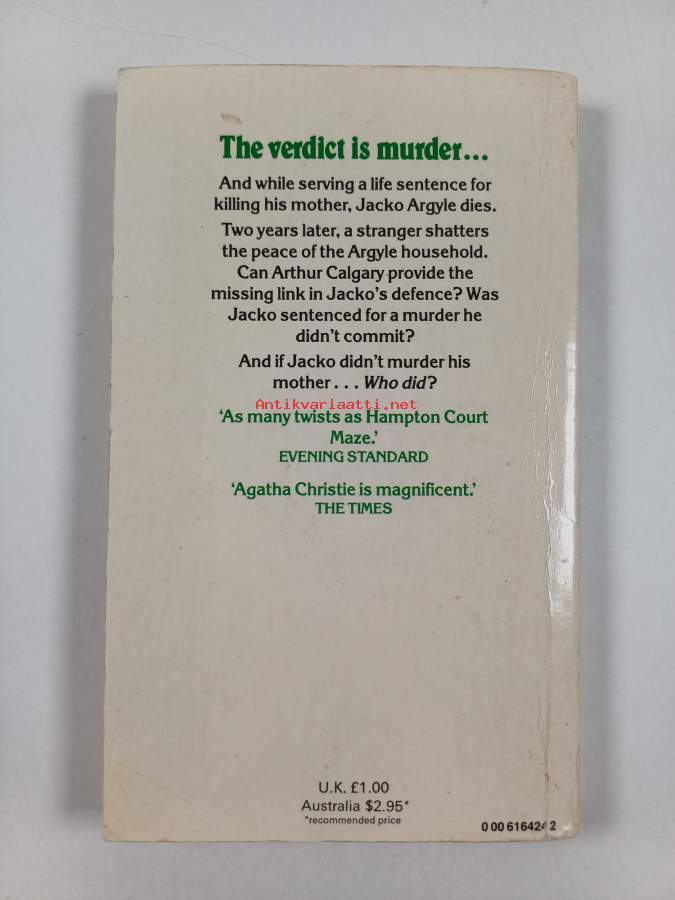 The verdict is murder...
And while serving a life sentence for
killing his mother, Jacko Argyle dies.
Two years later, a stranger shatters
the peace of the Argyle household.
Can Arthur Calgary provide the
missing link in Jacko's defence? Was
Jacko sentenced for a murder he
didn't commit?
And if Jacko didn't murder his
mother . . . Who did?
Antikvariaatti.net
'As many twists as Hampton Court
Maze.'
EVENING STANDARD
'Agatha Christie is magnificent.'
THE TIMES
U.K. £1.00
Australia $2.95*
*recommended price
0 00 616424 2